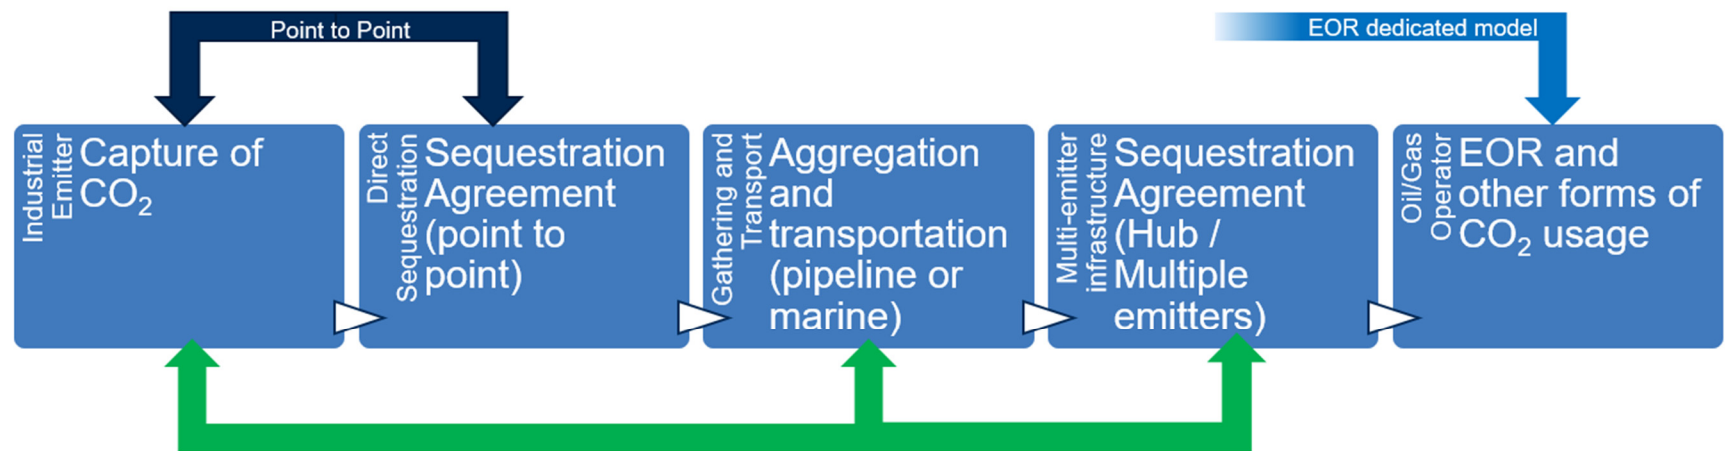 Point to Point
EOR dedicated model
Industrial
Emitter
Capture of
CO₂
Direct
Sequestration
Sequestration
Agreement
(point to
point)
Gathering and
Transport
Aggregation
and
transportation
(pipeline or
marine)
Multi-emitter
infrastructure
Sequestration
Agreement
(Hub /
Multiple
emitters)
Oil/Gas
Operator
EOR and
other forms of
CO₂ usage